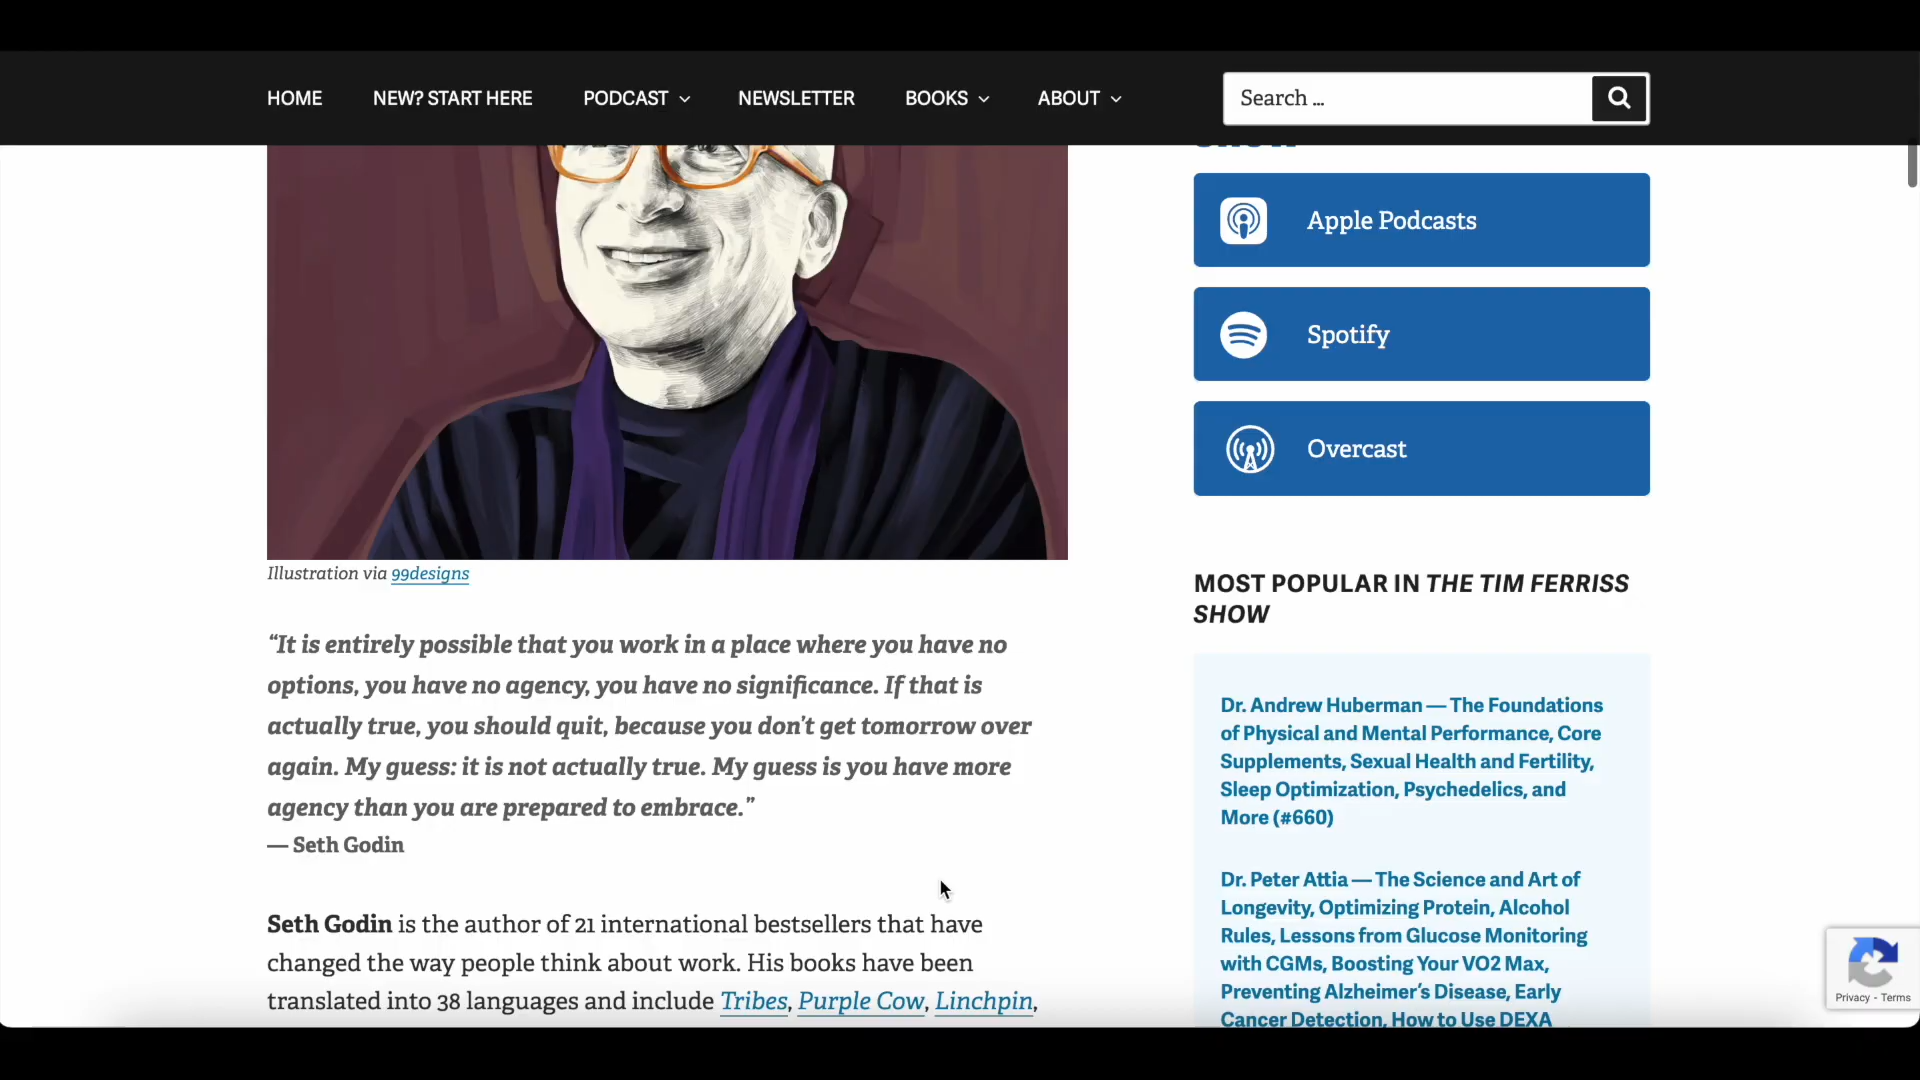 HOME NEW? START HERE PODCAST NEWSLETTER BOOKS ABOUT Search ...
Apple Podcasts
Spotify
Overcast
Illustration via 99designs
“It is entirely possible that you work in a place where you have no
options, you have no agency, you have no significance. If that is
actually true, you should quit, because you don’t get tomorrow over
again. My guess: it is not actually true. My guess is you have more
agency than you are prepared to embrace.”
— Seth Godin
Seth Godin is the author of 21 international bestsellers that have
changed the way people think about work. His books have been
translated into 38 languages and include Tribes, Purple Cow, Linchpin,
MOST POPULAR IN THE TIM FERRISS
SHOW
Dr. Andrew Huberman — The Foundations
of Physical and Mental Performance, Core
Supplements, Sexual Health and Fertility,
Sleep Optimization, Psychedelics, and
More (#660)
Dr. Peter Attia — The Science and Art of
Longevity, Optimizing Protein, Alcohol
Rules, Lessons from Glucose Monitoring
with CGMs, Boosting Your VO2 Max,
Preventing Alzheimer’s Disease, Early
Cancer Detection, How to Use DEXA
Privacy - Terms